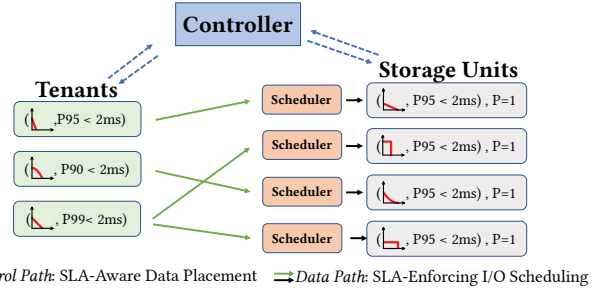 Controller
Tenants
Storage Units
( ,P95 < 2ms)
( , P90 < 2ms)
( , P99< 2ms)
Scheduler
( , P95 < 2ms) , P=1
Scheduler
( , P95 < 2ms) , P=1
Scheduler
( , P95 < 2ms) , P=1
Scheduler
( , P95 < 2ms) , P=1
rol Path: SLA-Aware Data Placement
Data Path: SLA-Enforcing I/O Scheduling